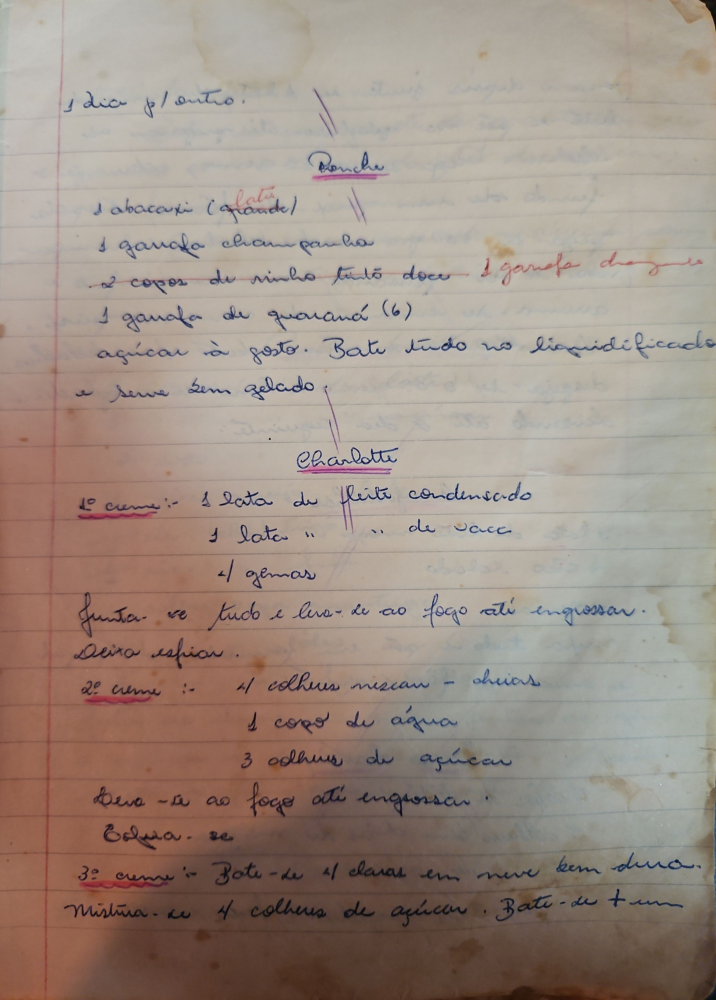 1 dia p/ outro.
Ponche
1 abacaxi (grande) lata
1 garrafa champanha
2 copos de vinho tinto doce 1 garrafa
1 garrafa de guaraná (6)
açúcar à gosto. Bate tudo no liquidificado
e serve bem gelado.
Charlotte
1º creme:- 1 lata de leite condensado
1 lata " " de vaca
4 gemas
Junta-se tudo e leva-se ao fogo até engrossar.
Deixa esfriar.
2º creme :- 4 colheres nescau - cheias
1 copo de água
3 colheres de açúcar
Leva-se ao fogo até engrossar.
3º creme:- Bate-se 4 claras em neve bem dura.
Mistura-se 4 colheres de açúcar. Bate-se + um